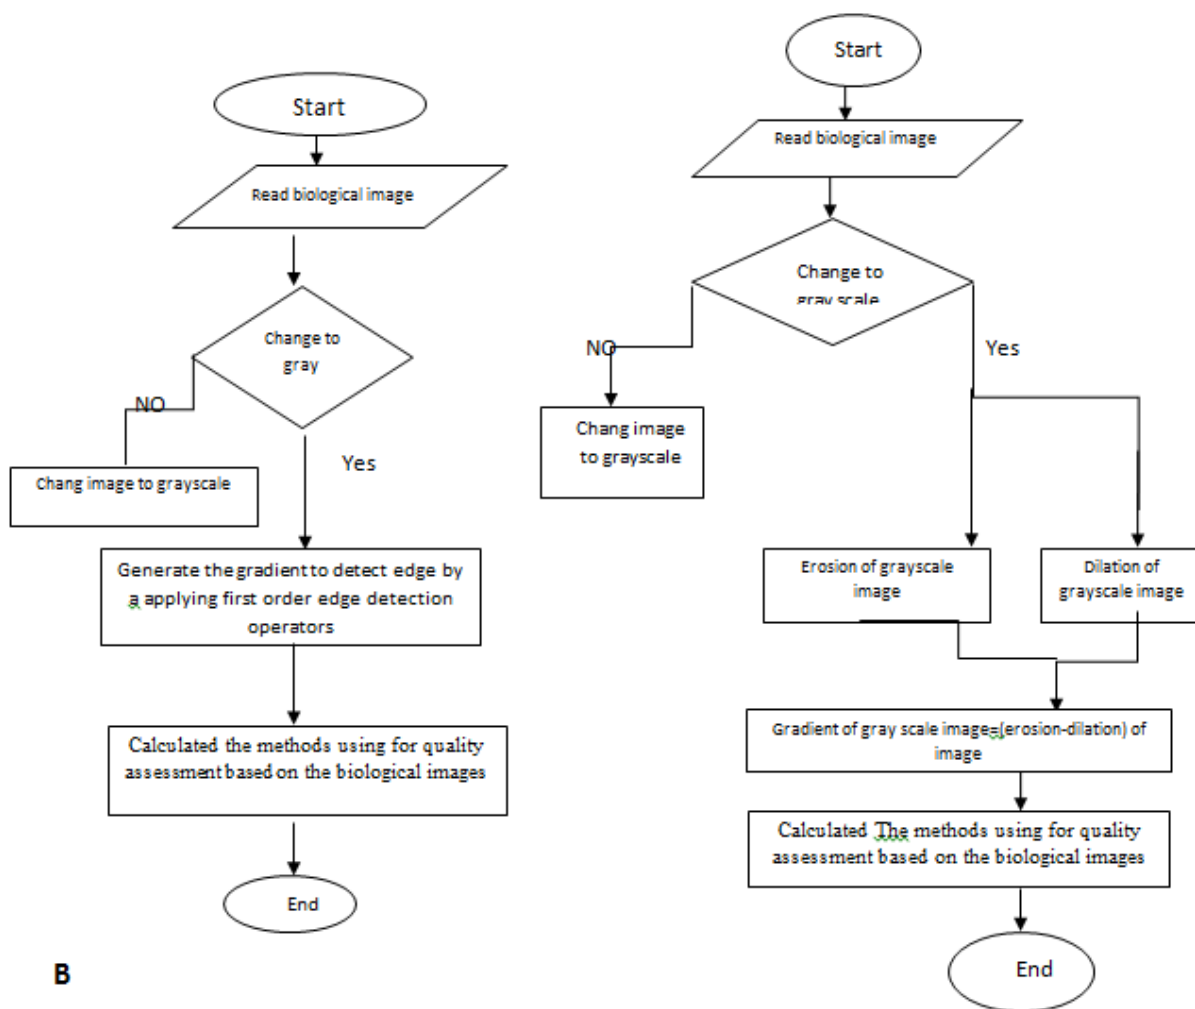 Start
Read biological image
Change to
gray
NO
Yes
Chang image to grayscale
Generate the gradient to detect edge by
a applying first order edge detection
operators
Calculated the methods using for quality
assessment based on the biological images
End
B
Start
Read biological image
Change to
gray scale
NO
Yes
Chang image
to grayscale
Erosion of grayscale
image
Dilation of
grayscale image
Gradient of gray scale image=(erosion-dilation) of
image
Calculated The methods using for quality
assessment based on the biological images
End